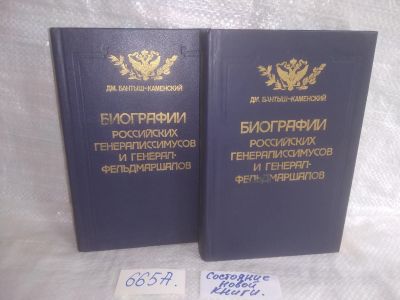 ДМ. БАНТЫШ-КАМЕНСКИЙ
БИОГРАФИИ
РОССИЙСКИХ
ГЕНЕРАЛИССИМУСОВ
И ГЕНЕРАЛ-
ФЕЛЬДМАРШАЛОВ
ДМ. БАНТЫШ-КАМЕНСКИЙ
БИОГРАФИИ
РОССИЙСКИХ
ГЕНЕРАЛИССИМУСОВ
И ГЕНЕРАЛ-
ФЕЛЬДМАРШАЛОВ
665А.
Состояние
новой
книги.